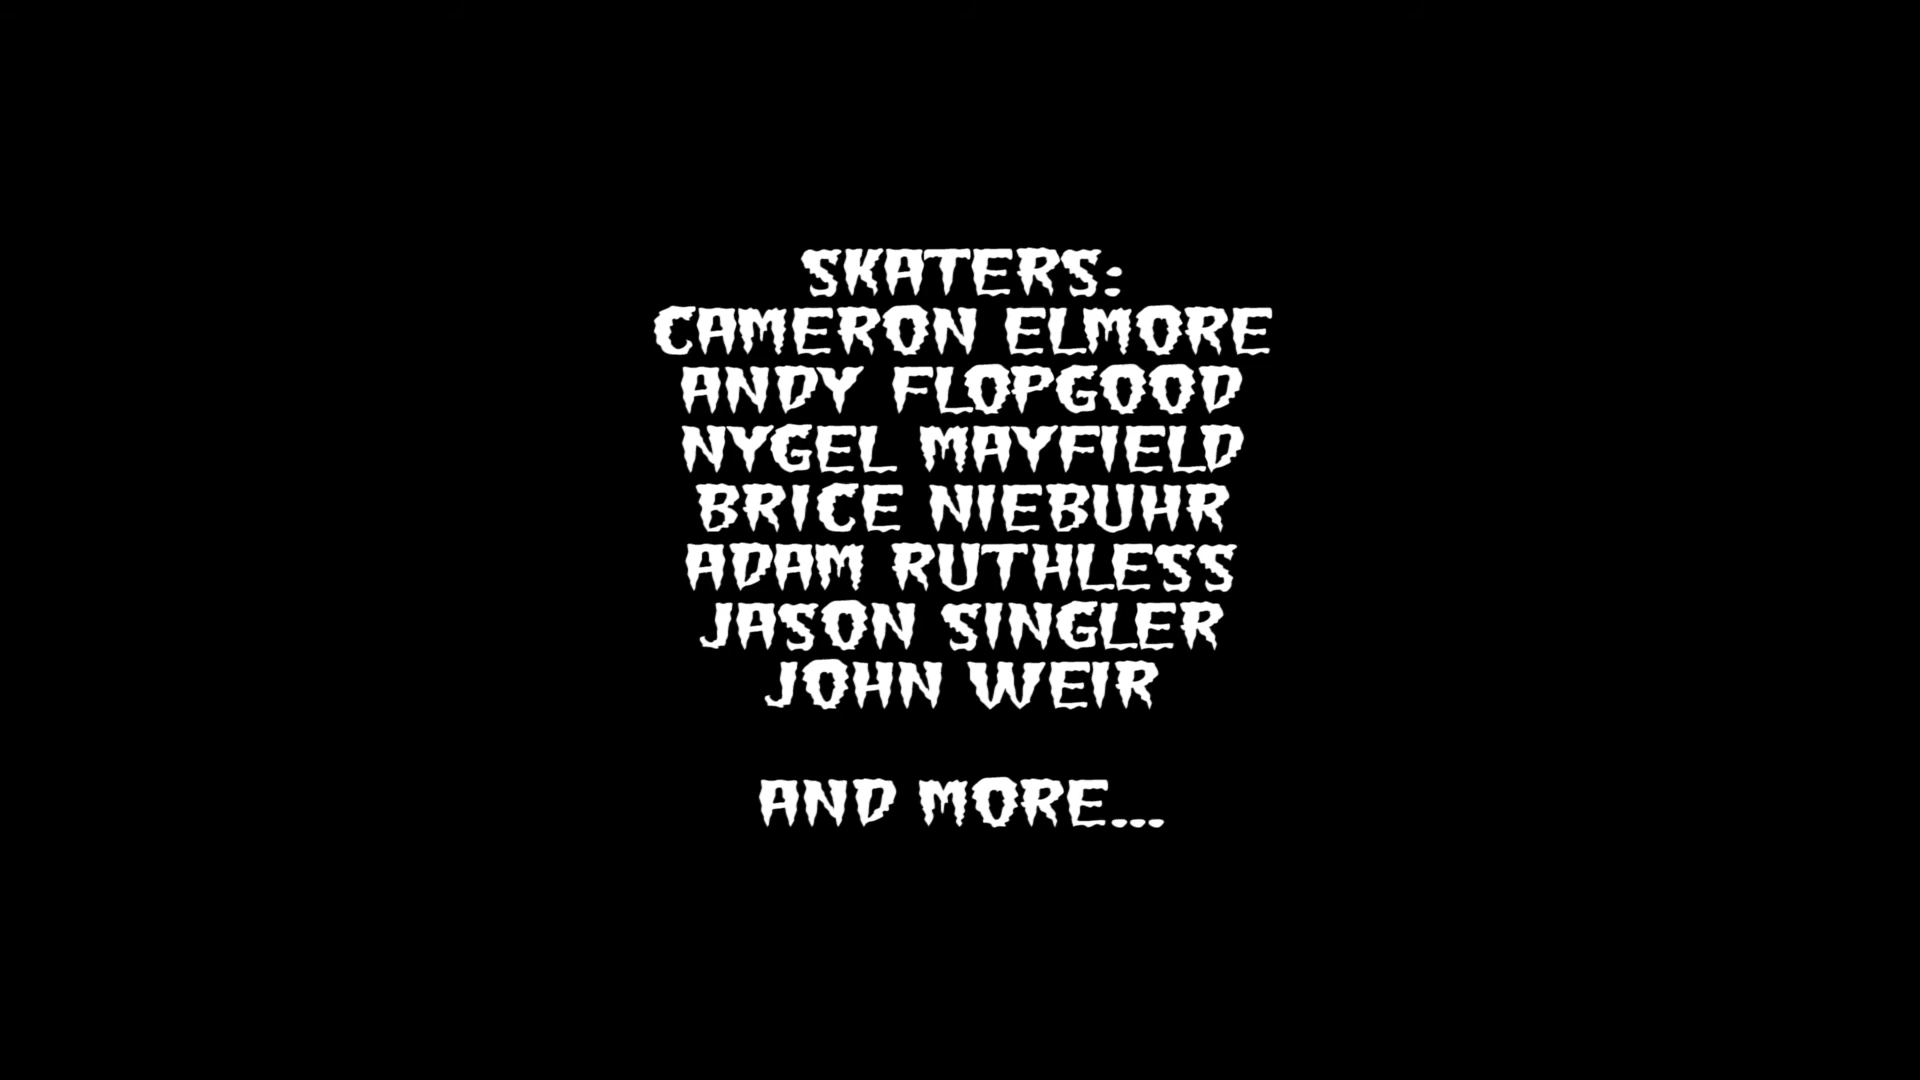 SKATERS:
CAMERON ELMORE
ANDY FLOPGOOD
NYGEL MAYFIELD
BRICE NIEBUHR
ADAM RUTHLESS
JASON SINGLER
JOHN WEIR
AND MORE...